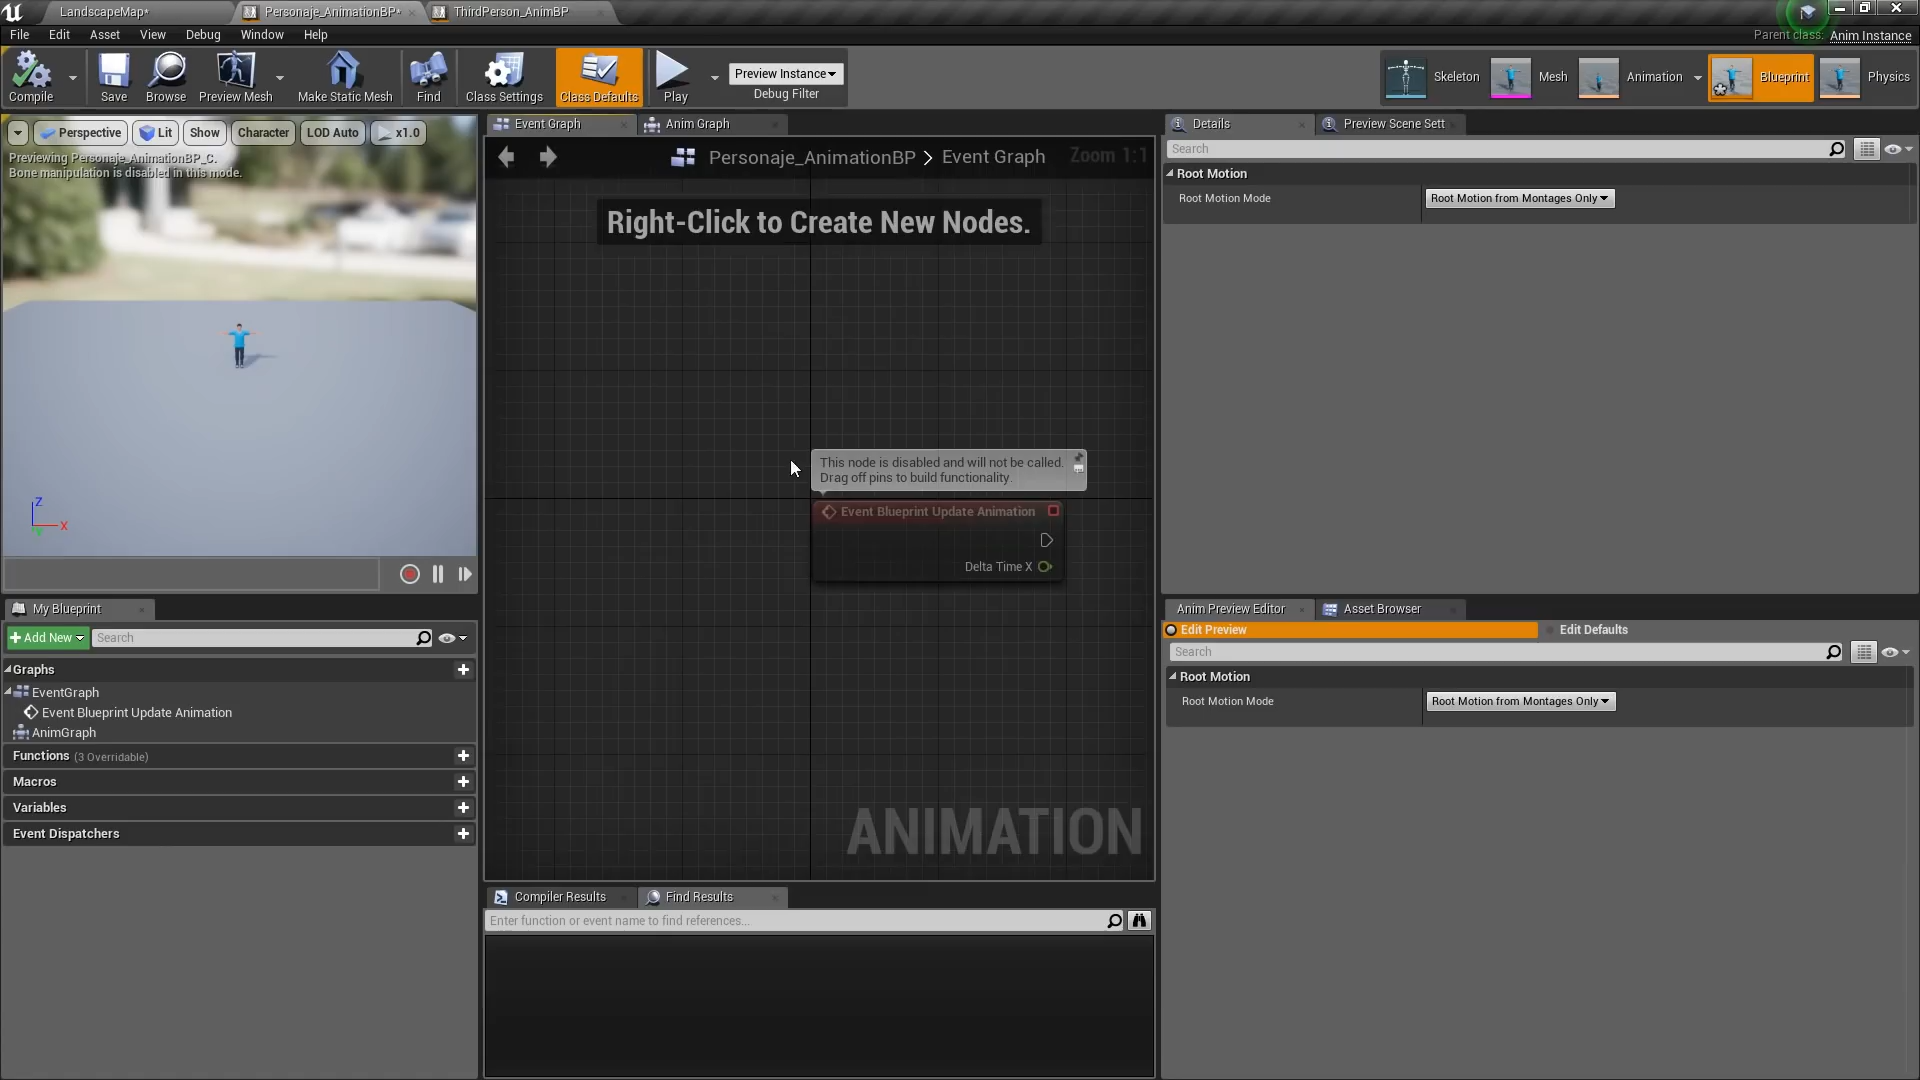 LandscapeMap*
Personaje_AnimationBP*
ThirdPerson_AnimBP
File Edit Asset View Debug Window Help
Parent class: Anim Instance
Compile
Save
Browse
Preview Mesh
Make Static Mesh
Find
Class Settings
Class Defaults
Play
Preview Instance
Debug Filter
Skeleton
Mesh
Animation
Blueprint
Physics
Perspective
Lit
Show
Character
LOD Auto
x1.0
Previewing Personaje_AnimationBP_C.
Bone manipulation is disabled in this mode.
Z
X
Event Graph
Anim Graph
Personaje_AnimationBP > Event Graph
Zoom 1:1
Right-Click to Create New Nodes.
This node is disabled and will not be called.
Drag off pins to build functionality.
Event Blueprint Update Animation
Delta Time X
ANIMATION
Details
Preview Scene Sett
Search
Root Motion
Root Motion Mode
Root Motion from Montages Only
My Blueprint
+ Add New
Search
Graphs
EventGraph
Event Blueprint Update Animation
AnimGraph
Functions (3 Overridable)
Macros
Variables
Event Dispatchers
Compiler Results
Find Results
Enter function or event name to find references...
Anim Preview Editor
Asset Browser
Edit Preview
Edit Defaults
Search
Root Motion
Root Motion Mode
Root Motion from Montages Only